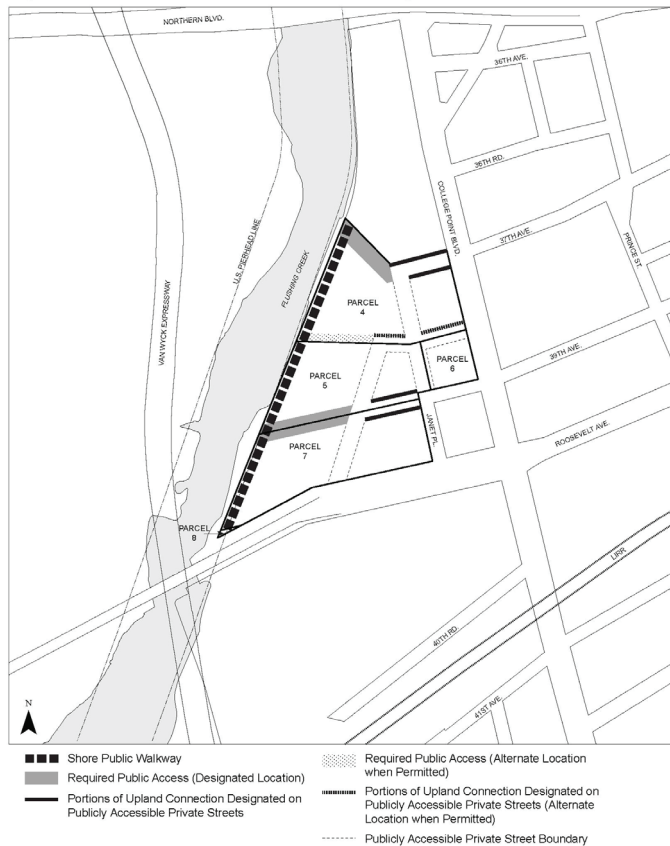 NORTHERN BLVD.
36TH AVE.
36TH RD.
COLLEGE POINT BLVD.
37TH AVE.
PRINCE ST.
U.S. PIERHEAD LINE
FLUSHING CREEK
VAN WYCK EXPRESSWAY
PARCEL
4
39TH AVE.
PARCEL
6
PARCEL
5
JANET PL.
ROOSEVELT AVE.
PARCEL
7
PARCEL
8
LIRR
40TH RD.
41ST AVE.
N
Shore Public Walkway
Required Public Access (Designated Location)
Portions of Upland Connection Designated on
Publicly Accessible Private Streets
Required Public Access (Alternate Location
when Permitted)
Portions of Upland Connection Designated on
Publicly Accessible Private Streets (Alternate
Location when Permitted)
Publicly Accessible Private Street Boundary